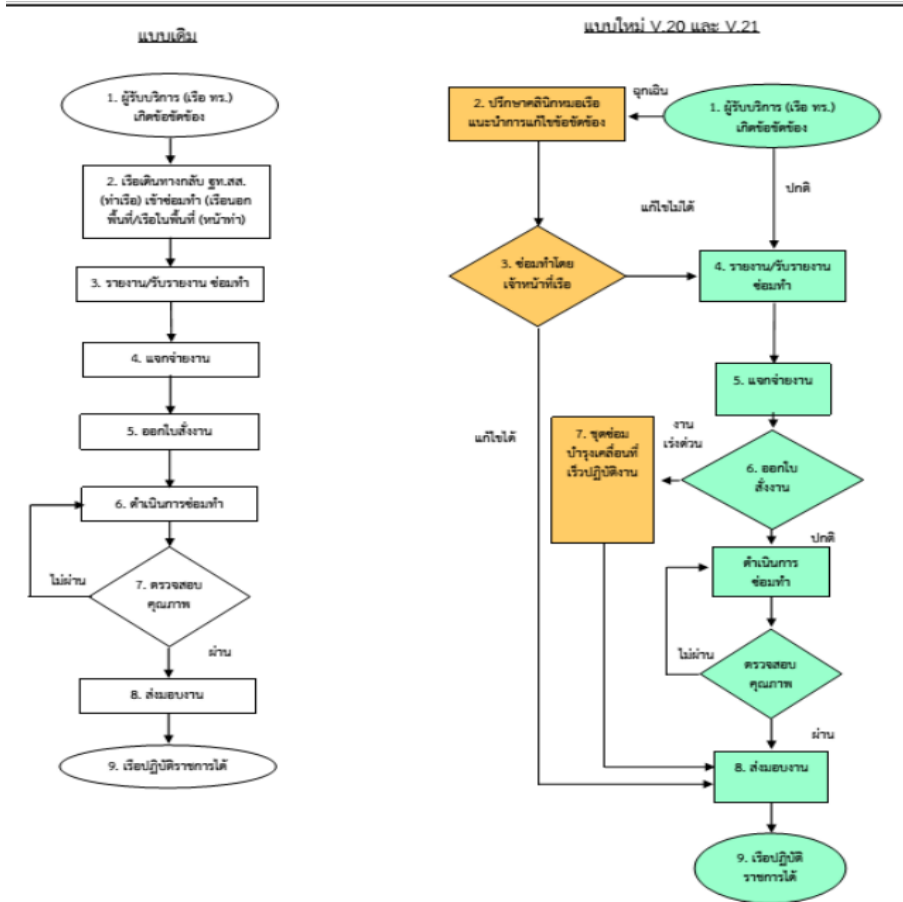 แบบเดิม
1. ผู้รับบริการ (เรือ ทร.)
เกิดข้อขัดข้อง
2. เรือเดินทางกลับ ฐท.สส.
(ท่าเรือ) เข้าซ่อมทำ (เรือนอก
พื้นที่/เรือในพื้นที่ (หน้าท่า)
3. รายงาน/รับรายงาน ซ่อมทำ
4. แจกจ่ายงาน
5. ออกใบสั่งงาน
6. ดำเนินการซ่อมทำ
ไม่ผ่าน
7. ตรวจสอบ
คุณภาพ
ผ่าน
8. ส่งมอบงาน
9. เรือปฏิบัติราชการได้
แบบใหม่ V.20 และ V.21
1. ผู้รับบริการ (เรือ ทร.)
เกิดข้อขัดข้อง
ฉุกเฉิน
2. ปรึกษาคลินิกหมอเรือ
แนะนำการแก้ไขข้อขัดข้อง
ปกติ
แก้ไขไม่ได้
3. ซ่อมทำโดย
เจ้าหน้าที่เรือ
4. รายงาน/รับรายงาน
ซ่อมทำ
5. แจกจ่ายงาน
แก้ไขได้
งาน
เร่งด่วน
7. ชุดซ่อม
บำรุงเคลื่อนที่
เร็วปฏิบัติงาน
6. ออกใบ
สั่งงาน
ปกติ
ดำเนินการ
ซ่อมทำ
ไม่ผ่าน
ตรวจสอบ
คุณภาพ
ผ่าน
8. ส่งมอบงาน
9. เรือปฏิบัติ
ราชการได้